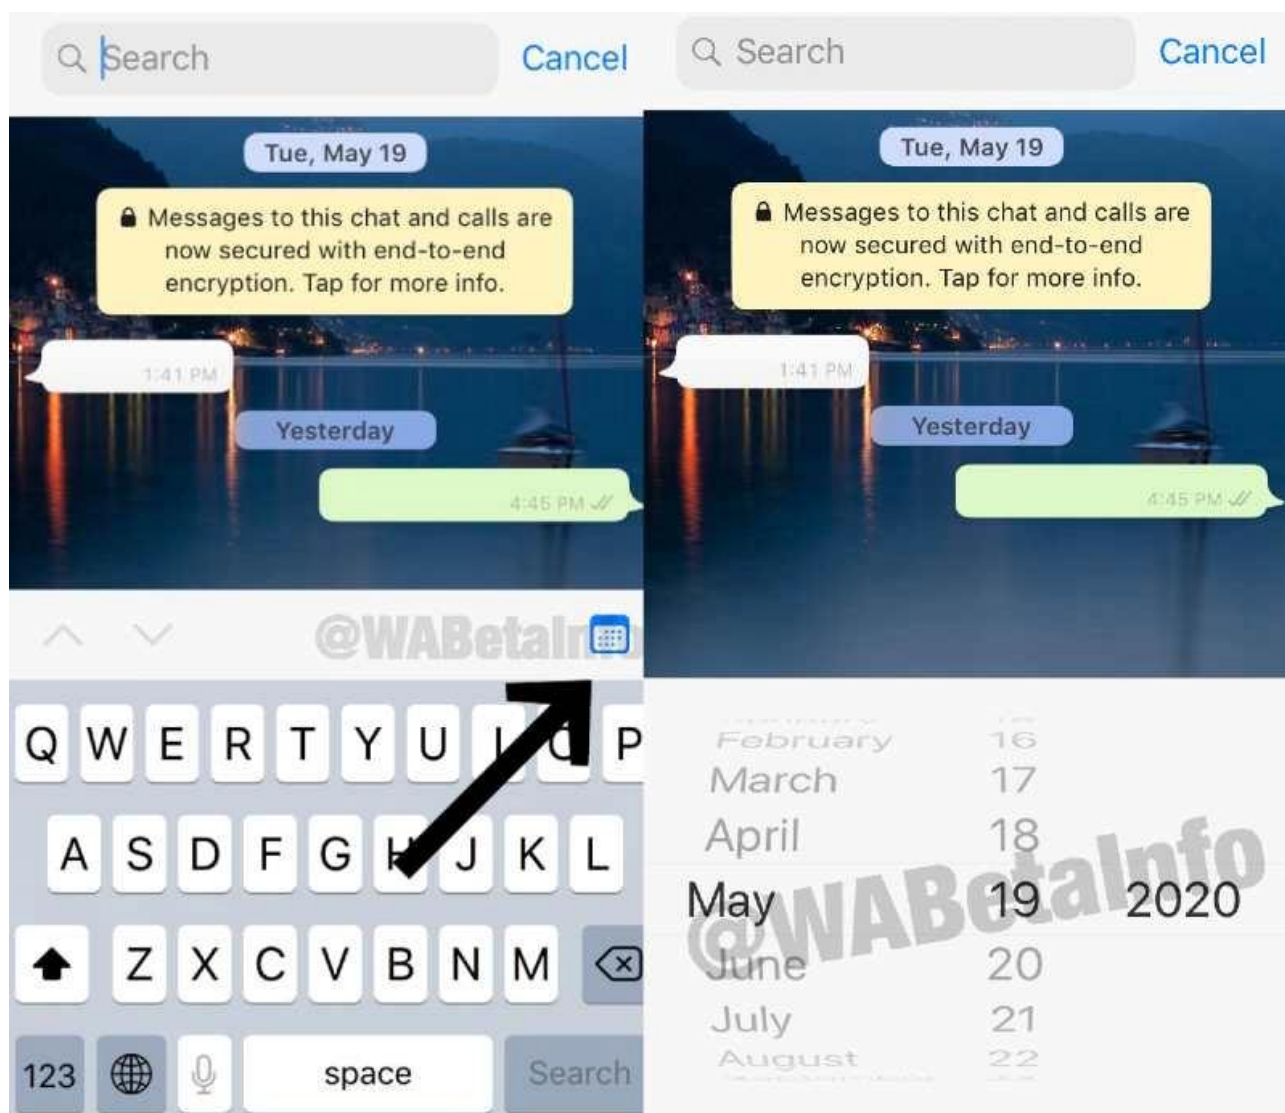 Search
Cancel
Tue, May 19
Messages to this chat and calls are
now secured with end-to-end
encryption. Tap for more info.
1:41 PM
Yesterday
4:45 PM
@WABetaInfo
Q W E R T Y U I O P
A S D F G H J K L
Z X C V B N M
123
space
Search
Search
Cancel
Tue, May 19
Messages to this chat and calls are
now secured with end-to-end
encryption. Tap for more info.
1:41 PM
Yesterday
4:45 PM
February 16
March 17
April 18
May 19 2020
June 20
July 21
August 22
@WABetaInfo